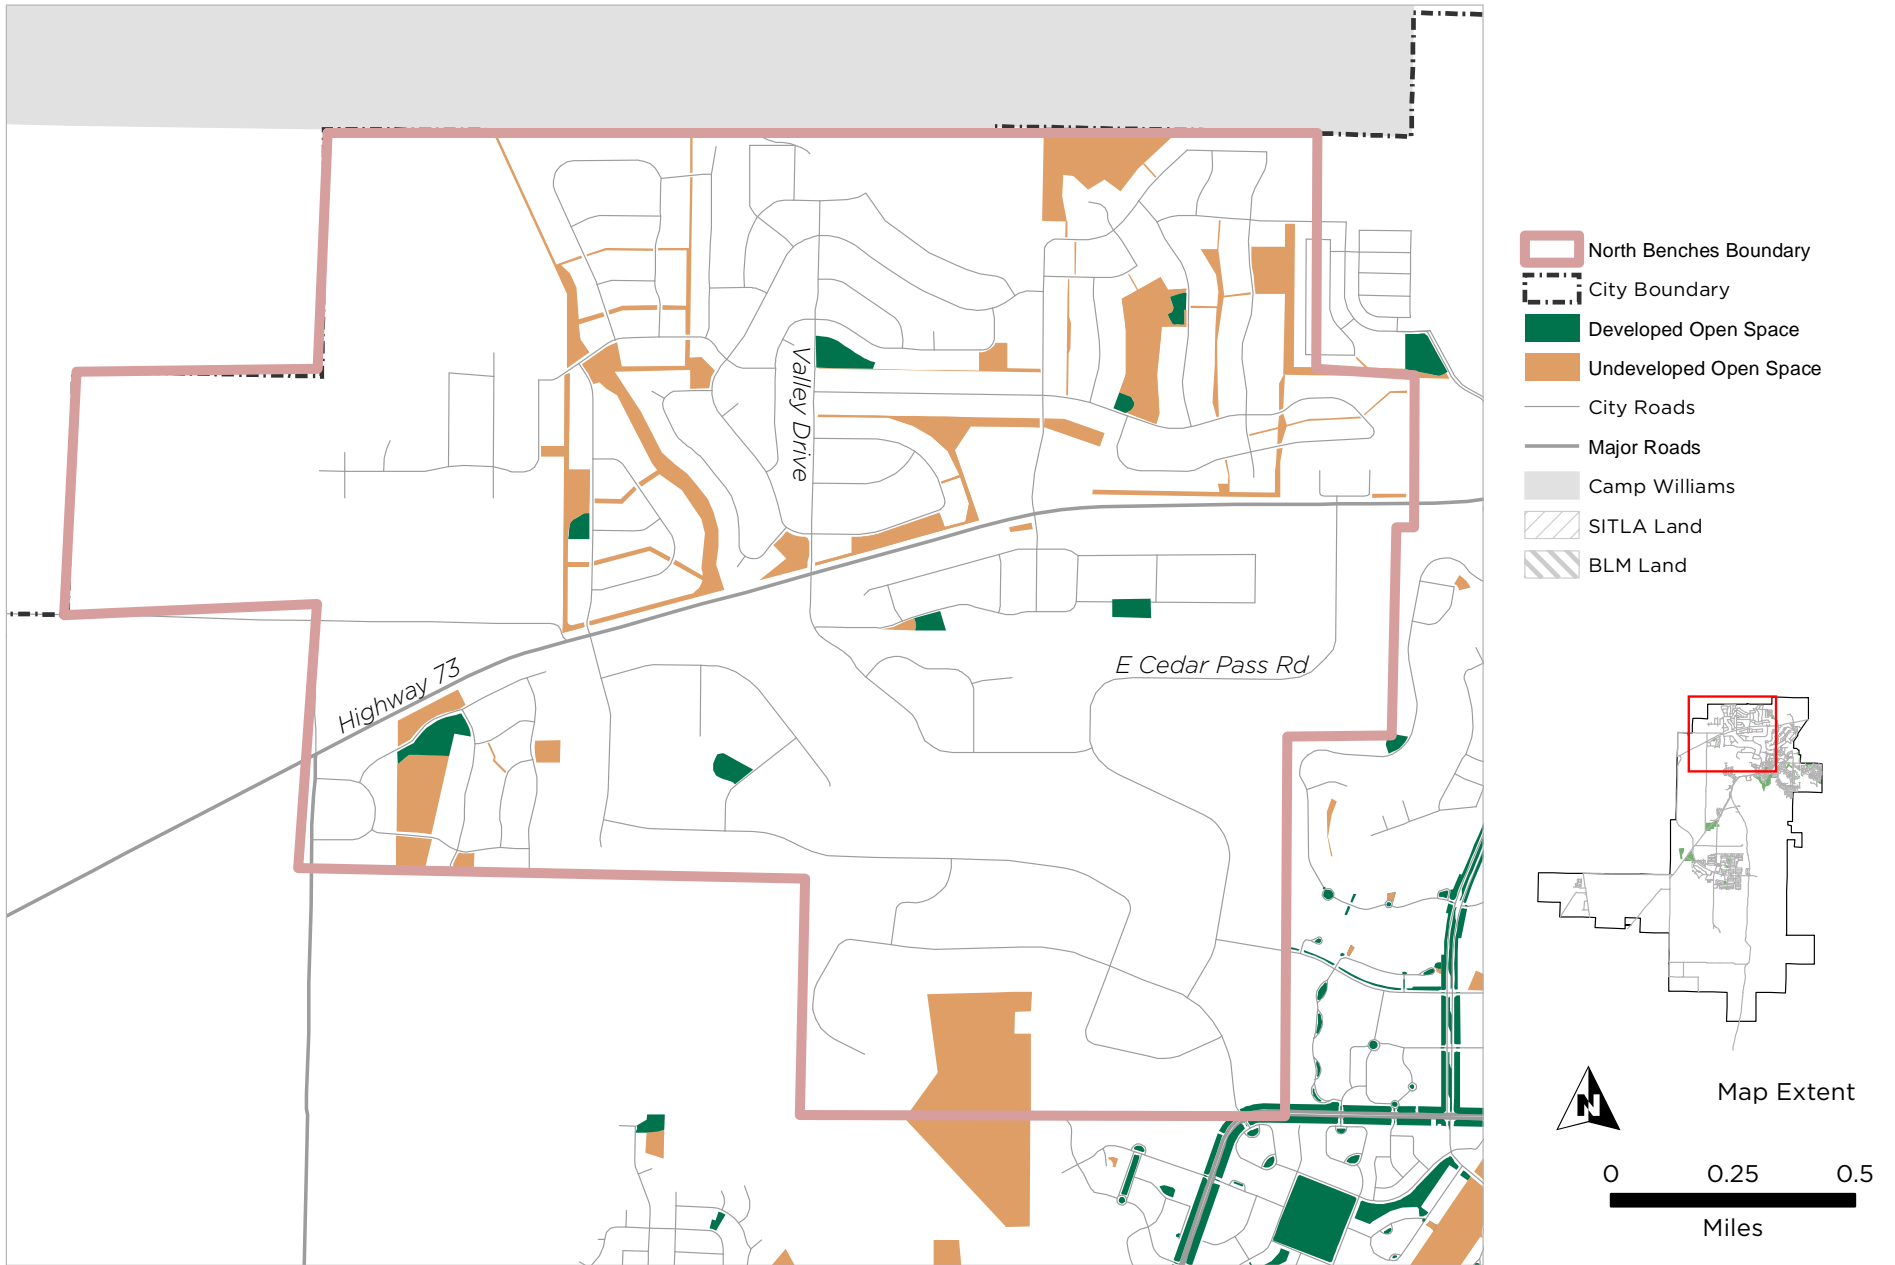 Valley Drive
E Cedar Pass Rd
Highway 73
North Benches Boundary
City Boundary
Developed Open Space
Undeveloped Open Space
City Roads
Major Roads
Camp Williams
SITLA Land
BLM Land
N
Map Extent
0 0.25 0.5
Miles